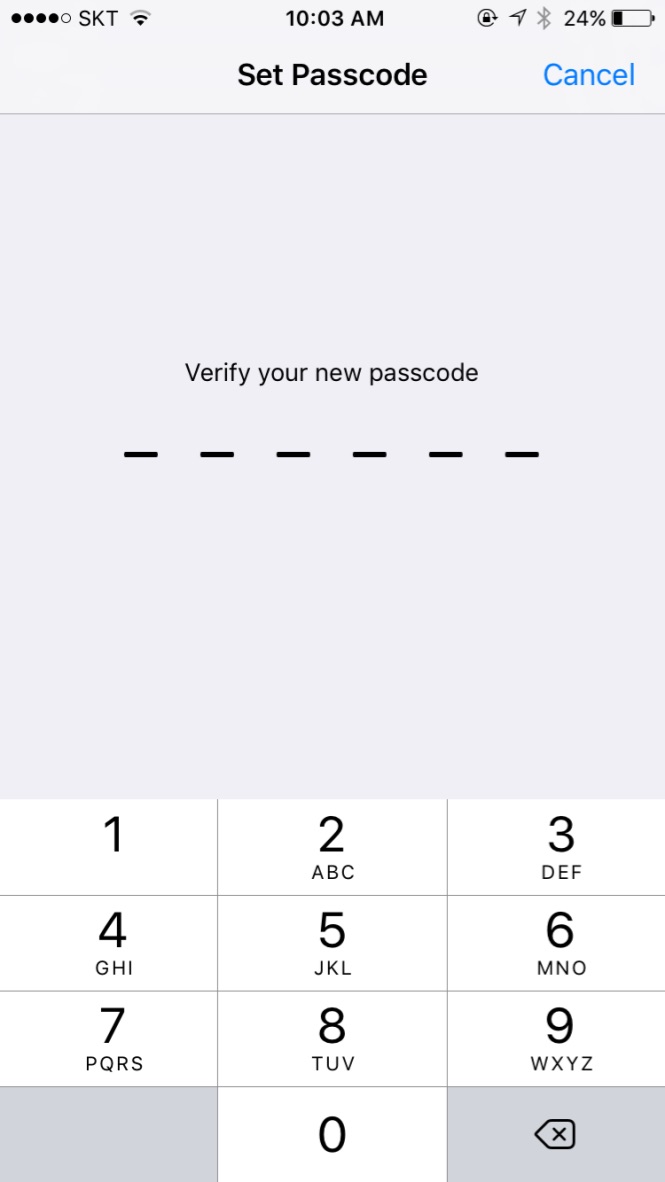 SKT 10:03 AM 24%
Set Passcode Cancel
Verify your new passcode
1 2 3
ABC DEF
4 5 6
GHI JKL MNO
7 8 9
PQRS TUV WXYZ
0